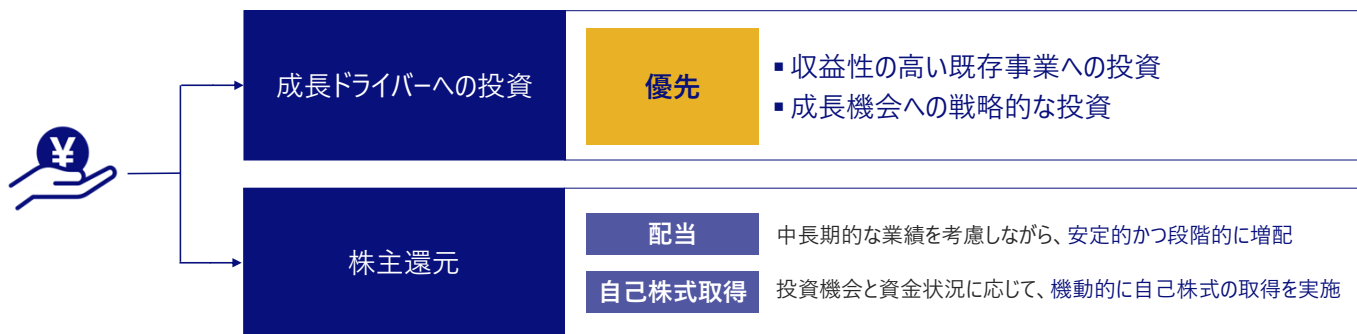 ¥
成長ドライバーへの投資
優先
▪ 収益性の高い既存事業への投資
▪ 成長機会への戦略的な投資
株主還元
配当
中長期的な業績を考慮しながら、安定的かつ段階的に増配
自己株式取得
投資機会と資金状況に応じて、機動的に自己株式の取得を実施